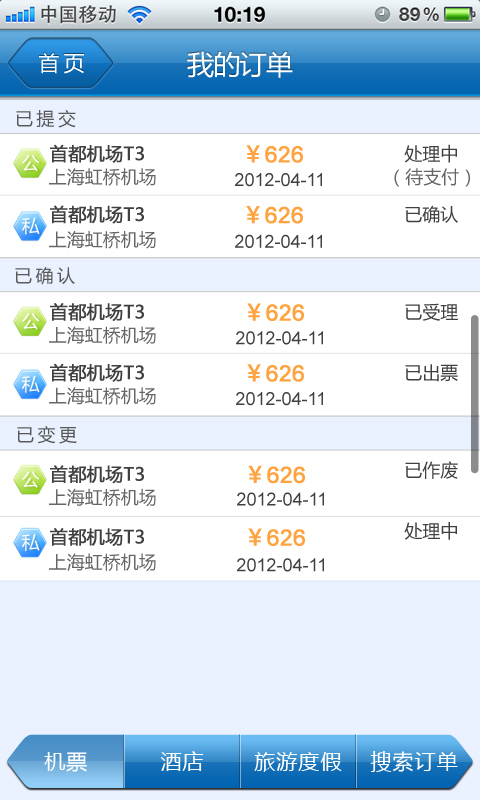 中国移动 10:19 89%
首页 我的订单
已提交
公 首都机场T3 ￥626 处理中
上海虹桥机场 2012-04-11 （待支付）
私 首都机场T3 ￥626 已确认
上海虹桥机场 2012-04-11
已确认
公 首都机场T3 ￥626 已受理
上海虹桥机场 2012-04-11
私 首都机场T3 ￥626 已出票
上海虹桥机场 2012-04-11
已变更
公 首都机场T3 ￥626 已作废
上海虹桥机场 2012-04-11
私 首都机场T3 ￥626 处理中
上海虹桥机场 2012-04-11
机票 酒店 旅游度假 搜索订单